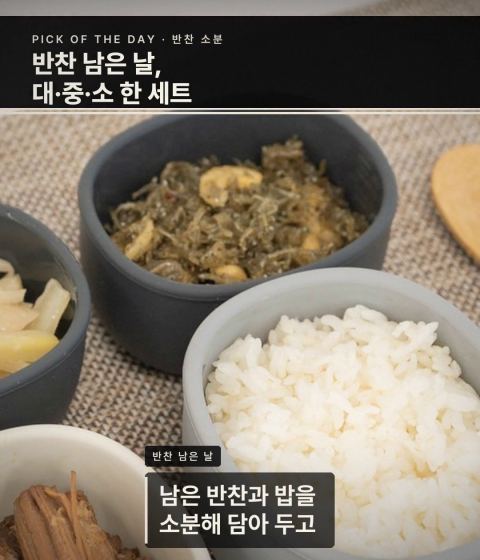 PICK OF THE DAY · 반찬 소분
반찬 남은 날,
대·중·소 한 세트
반찬 남은 날
남은 반찬과 밥을
소분해 담아 두고